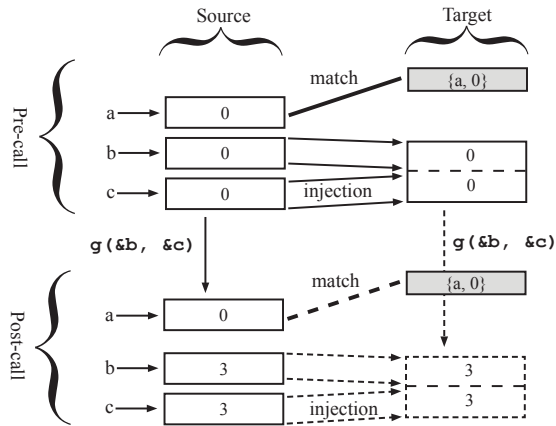 Source
Target
Pre-call
match
{a, 0}
a
0
b
0
0
c
0
injection
0
g(&b, &c)
g(&b, &c)
Post-call
match
{a, 0}
a
0
b
3
3
c
3
injection
3